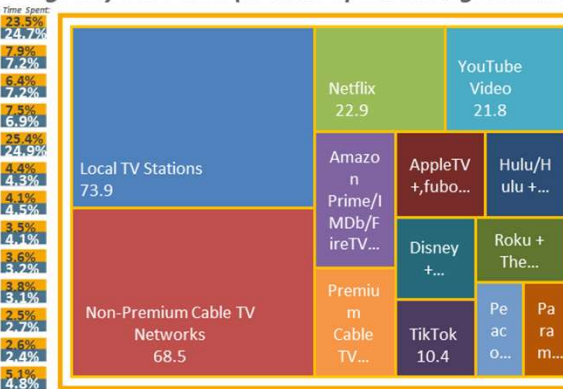 Time Spent:
23.5%
24.7%
7.9%
7.2%
6.4%
7.2%
7.5%
6.9%
25.4%
24.9%
4.4%
4.3%
4.1%
4.5%
3.5%
4.1%
3.6%
3.2%
3.8%
3.1%
2.5%
2.7%
2.6%
2.4%
5.1%
4.8%
Local TV Stations
73.9
Non-Premium Cable TV
Networks
68.5
Netflix
22.9
YouTube
Video
21.8
Amazo
n
Prime/I
MDb/F
ireTV...
Premiu
m
Cable
TV...
AppleTV
+,fubo...
Hulu/H
ulu +...
Disney
+...
Roku +
The...
TikTok
10.4
Pe
ac
o...
Pa
ra
m...